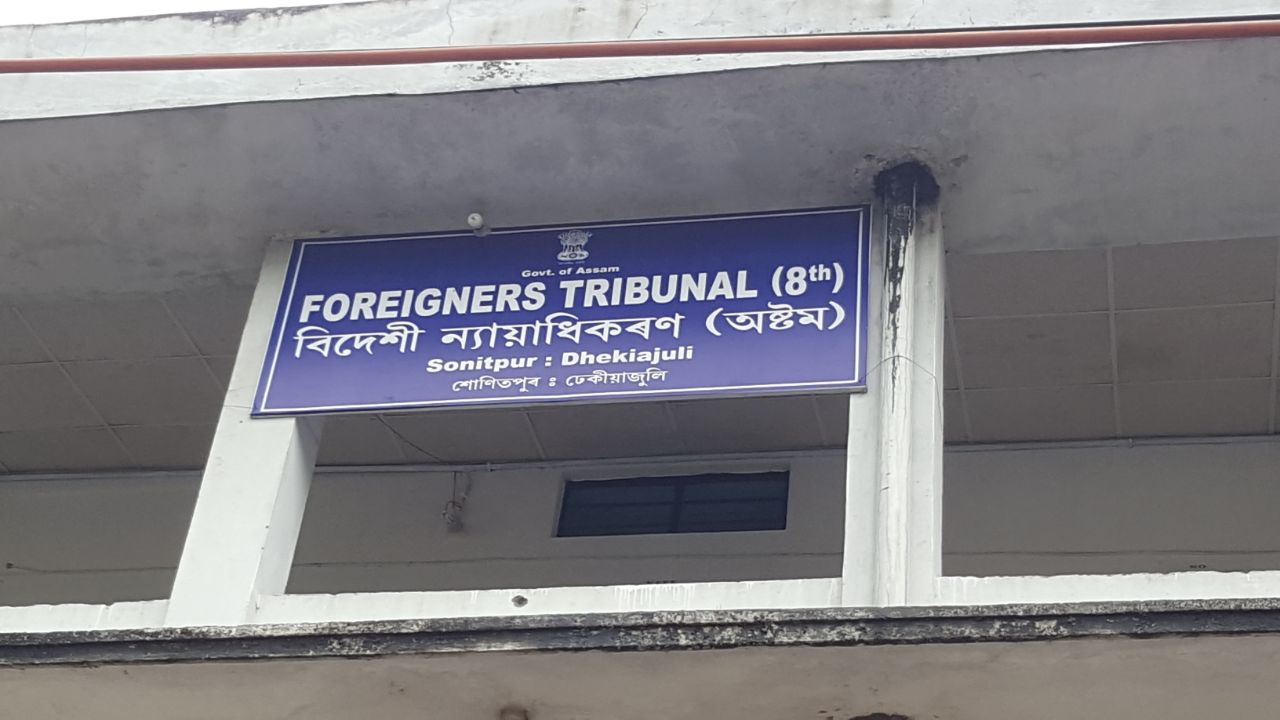 Govt. of Assam
FOREIGNERS TRIBUNAL (8th)
বিদেশী ন্যায়াধিকৰণ (অষ্টম)
Sonitpur : Dhekiajuli
শোণিতপুৰ ঃ ঢেকীয়াজুলি